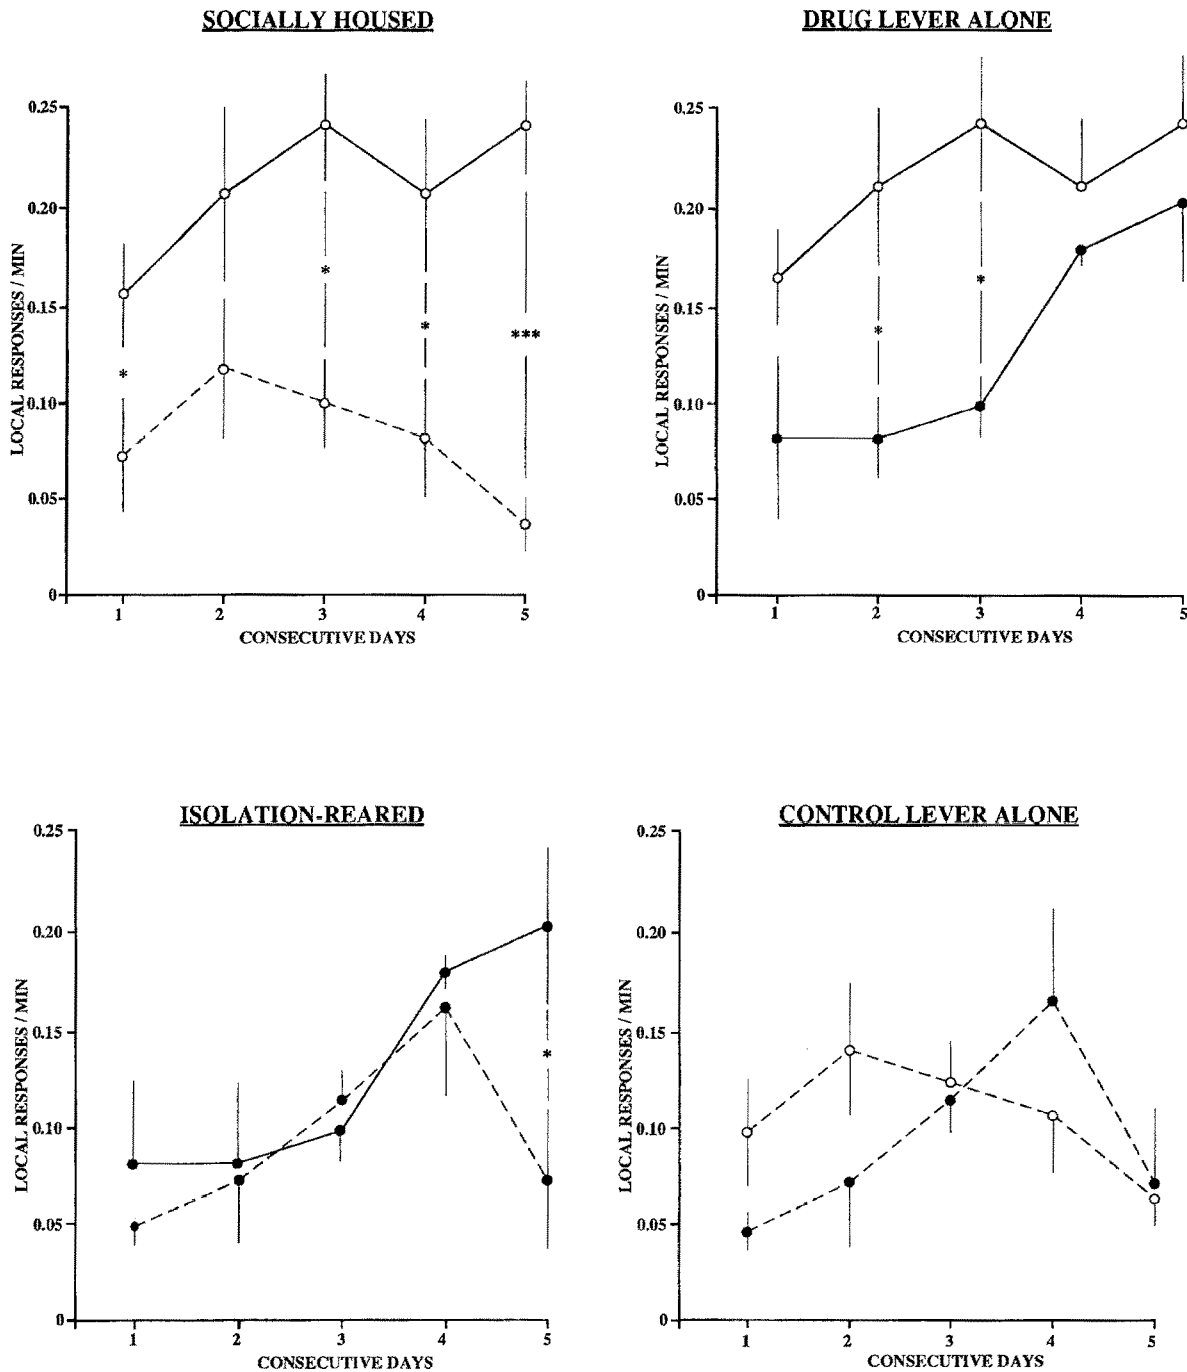 SOCIALLY HOUSED
0.25
0.20
0.15
0.10
0.05
0
LOCAL RESPONSES / MIN
*
*
*
***
1 2 3 4 5
CONSECUTIVE DAYS
DRUG LEVER ALONE
0.25
0.20
0.15
0.10
0.05
0
LOCAL RESPONSES / MIN
*
*
1 2 3 4 5
CONSECUTIVE DAYS
ISOLATION-REARED
0.25
0.20
0.15
0.10
0.05
0
LOCAL RESPONSES / MIN
*
1 2 3 4 5
CONSECUTIVE DAYS
CONTROL LEVER ALONE
0.25
0.20
0.15
0.10
0.05
0
LOCAL RESPONSES / MIN
1 2 3 4 5
CONSECUTIVE DAYS